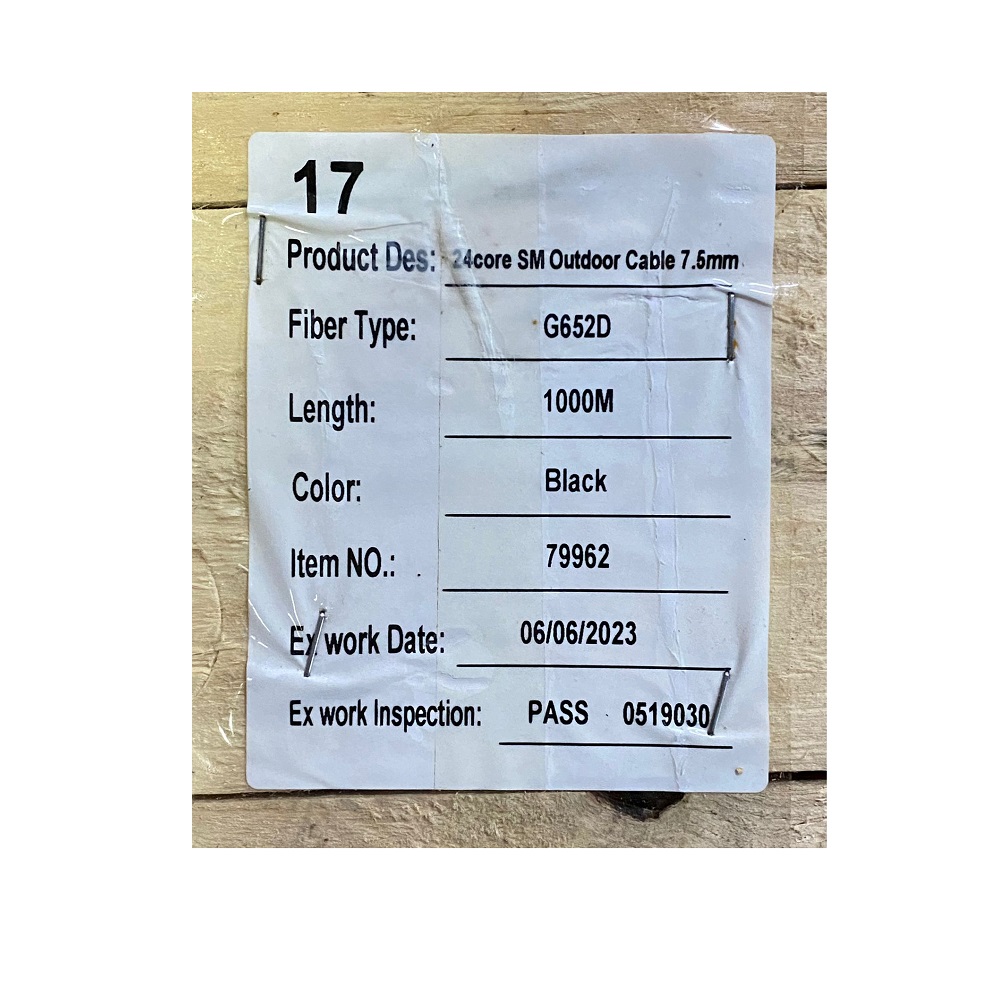 17
Product Des: 24core SM Outdoor Cable 7.5mm
Fiber Type: G652D
Length: 1000M
Color: Black
Item NO.: 79962
Ex work Date: 06/06/2023
Ex work Inspection: PASS 0519030